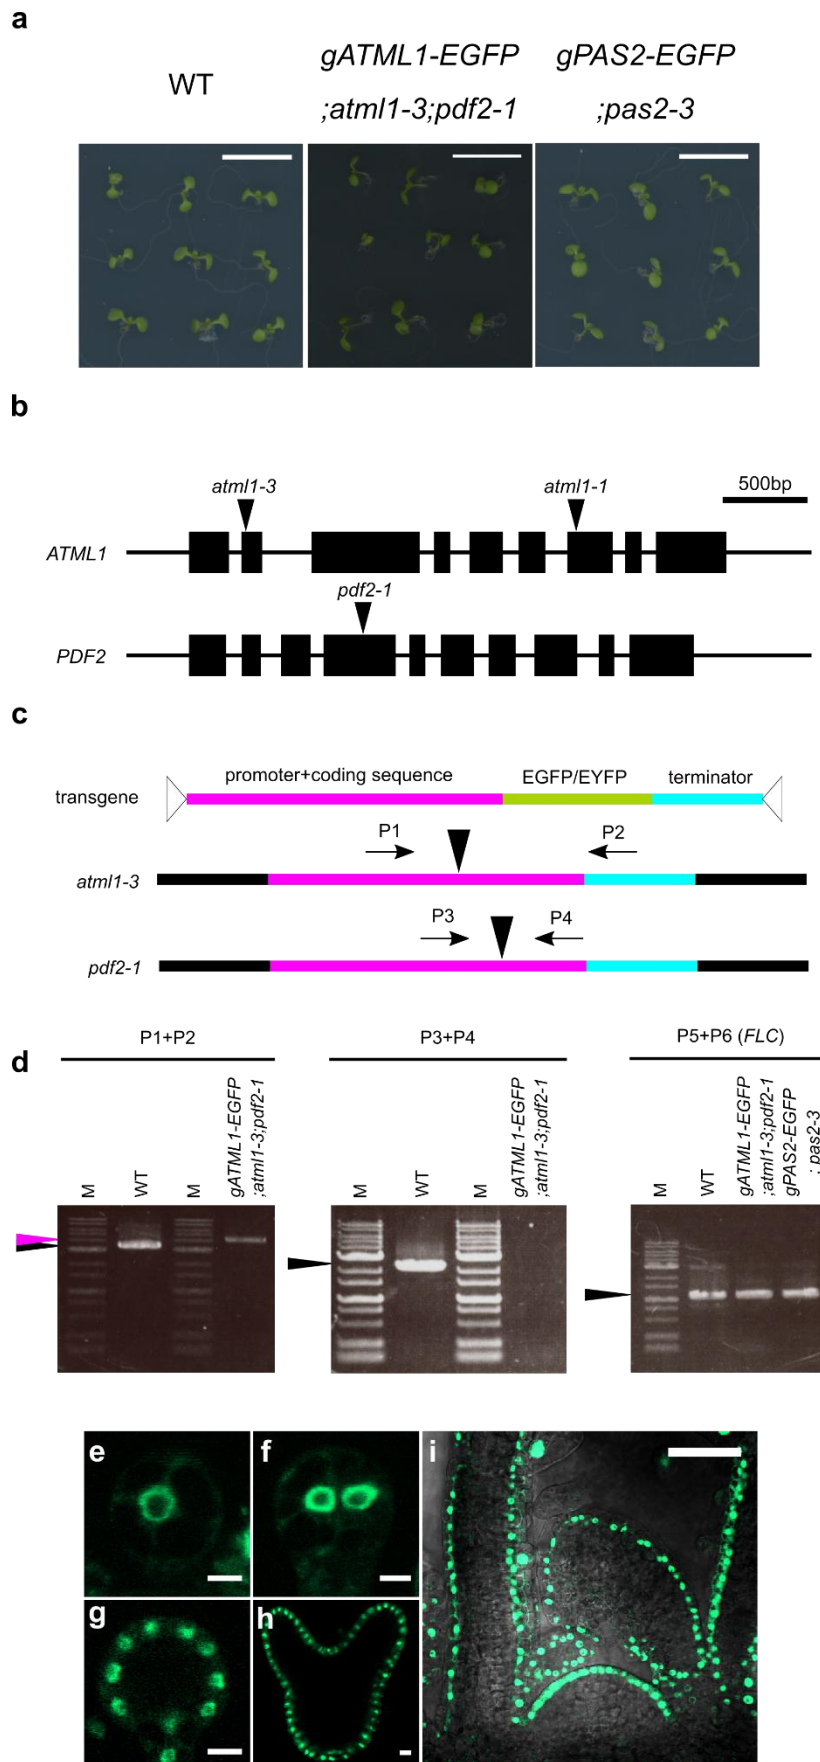 a
WT
gATML1-EGFP
;atml1-3;pdf2-1
gPAS2-EGFP
;pas2-3
b
atml1-3
atml1-1
500bp
ATML1
pdf2-1
PDF2
c
promoter+coding sequence
EGFP/EYFP
terminator
transgene
P1
P2
atml1-3
P3
P4
pdf2-1
d
P1+P2
P3+P4
P5+P6 (FLC)
M
WT
M
gATML1-EGFP
;atml1-3;pdf2-1
M
WT
M
gATML1-EGFP
;atml1-3;pdf2-1
M
WT
gATML1-EGFP
;atml1-3;pdf2-1
gPAS2-EGFP
; pas2-3
e
f
g
h
i